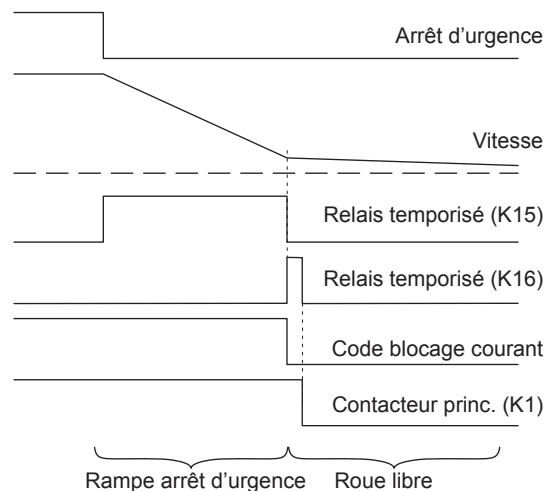 Arrêt d’urgence
Vitesse
Relais temporisé (K15)
Relais temporisé (K16)
Code blocage courant
Contacteur princ. (K1)
Rampe arrêt d’urgence Roue libre